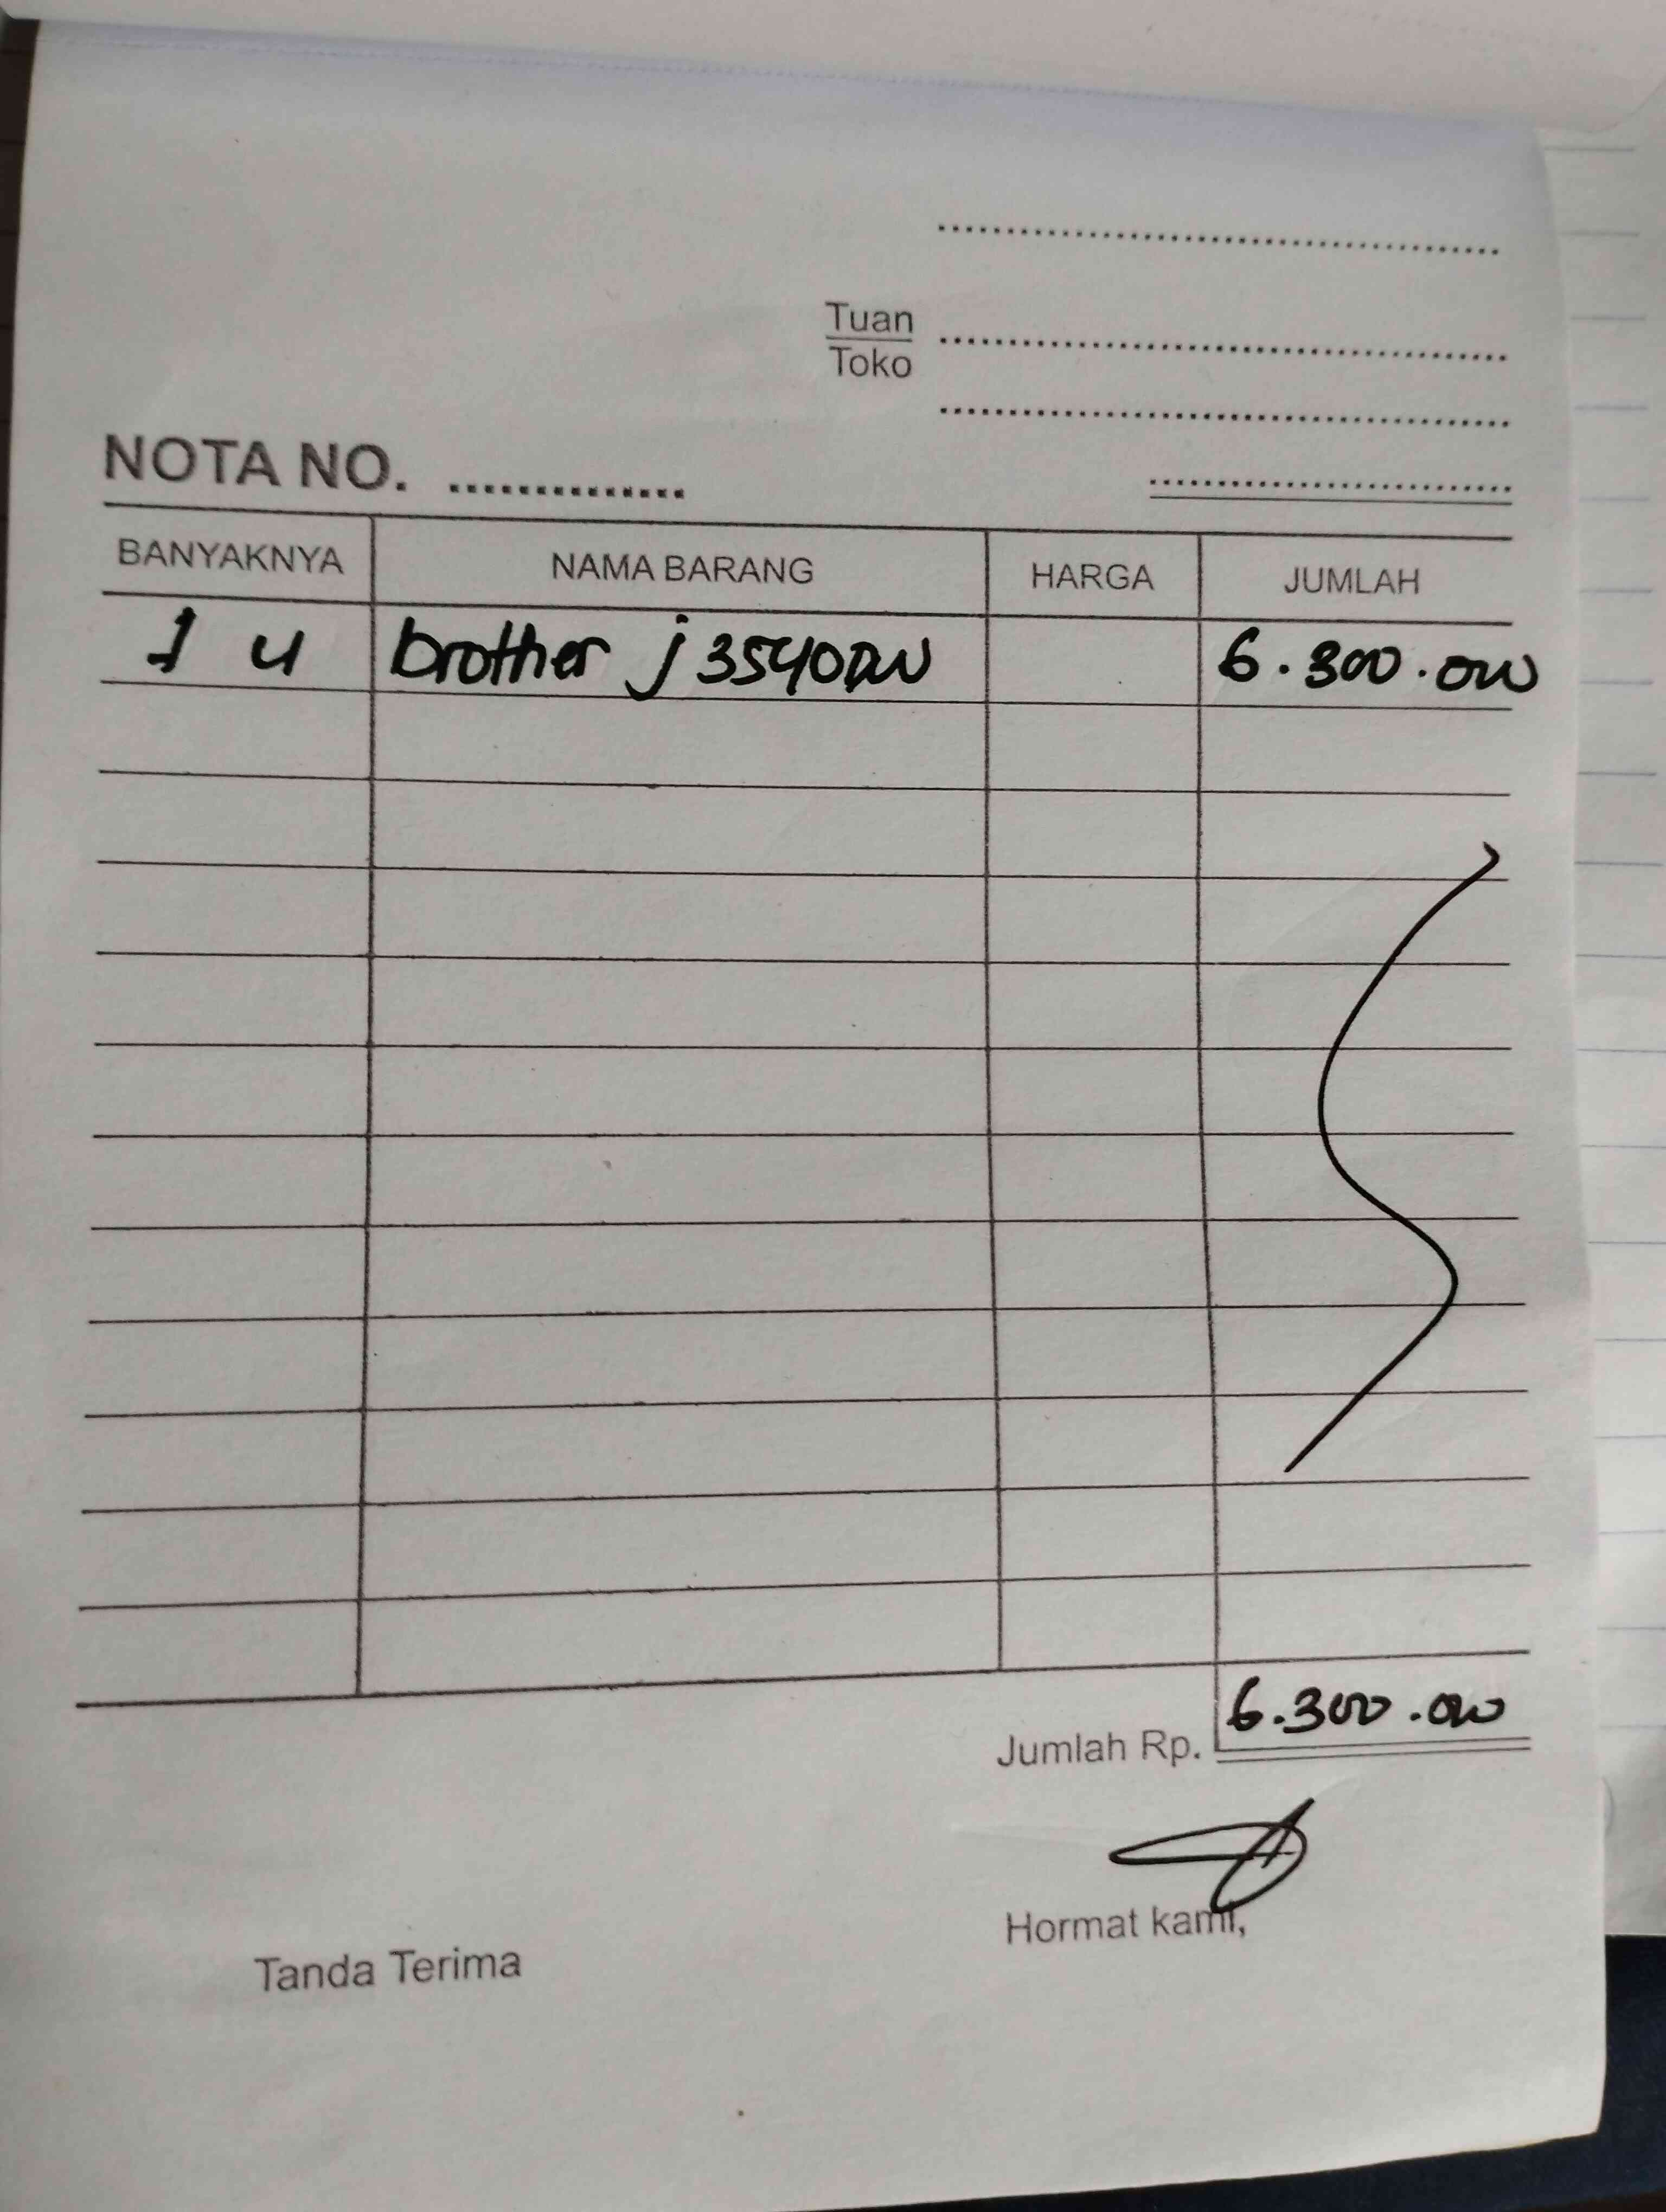 Tuan
Toko
NOTA NO. ..............
BANYAKNYA NAMA BARANG HARGA JUMLAH
1 u brother j3540DW 6.300.000
Jumlah Rp. 6.300.000
Hormat kami,
Tanda Terima